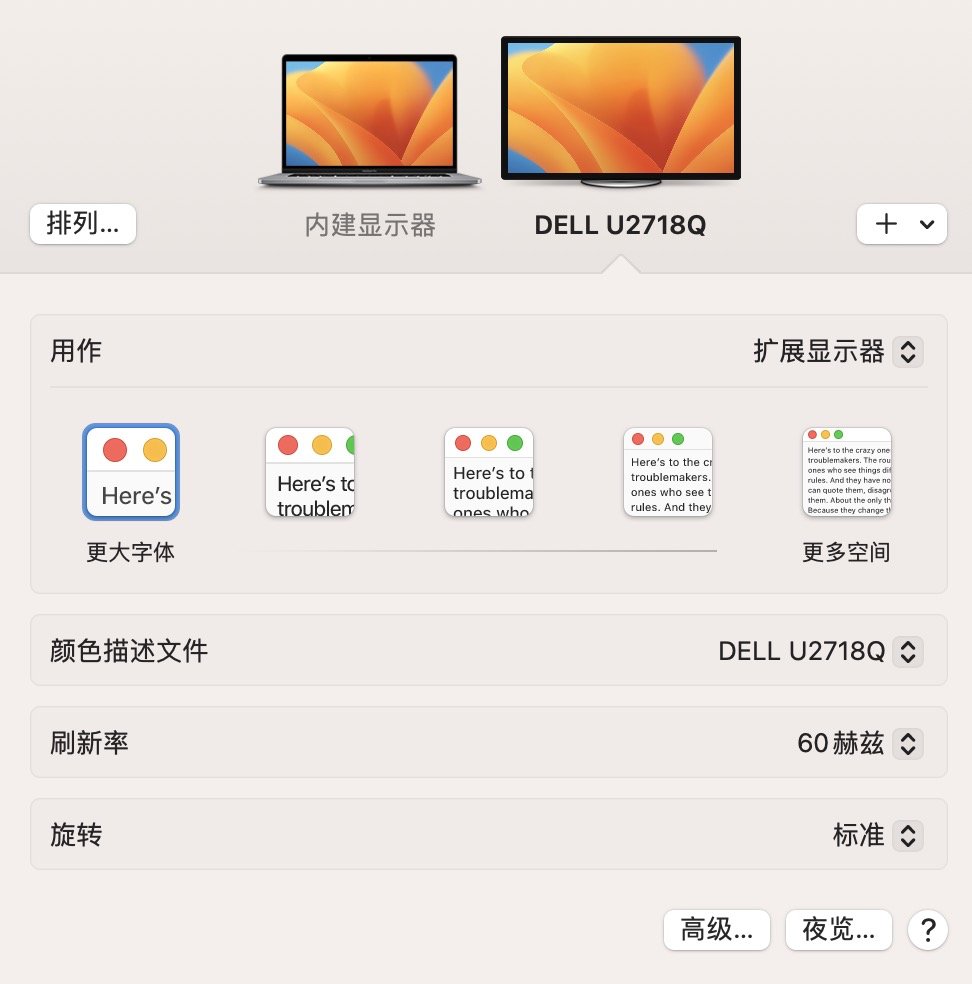 内建显示器
DELL U2718Q
排列...
用作
扩展显示器
Here's
Here's to
troublem
Here's to t
troublema
ones who
Here's to the cr
troublemakers.
ones who see t
rules. And they
Here's to the crazy one
troublemakers. The rou
ones who see things dif
rules. And they have no
can quote them, disagr
them. About the only th
Because they change t
更大字体
更多空间
颜色描述文件
DELL U2718Q
刷新率
60赫兹
旋转
标准
高级...
夜览...
?